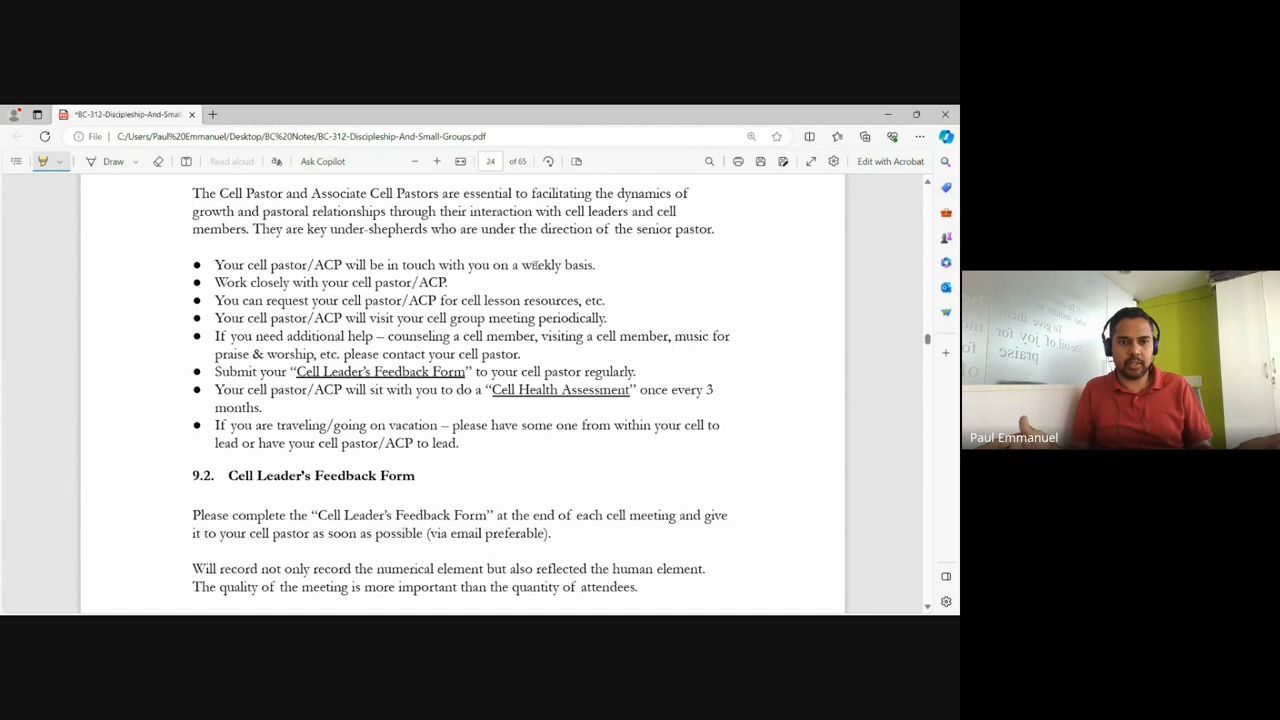 *BC-312-Discipleship-And-Smal
File
C:/Users/Paul%20Emmanuel/Desktop/BC%20Notes/BC-312-Discipleship-And-Small-Groups.pdf
Draw
Read aloud
Ask Copilot
24
of 65
Edit with Acrobat
The Cell Pastor and Associate Cell Pastors are essential to facilitating the dynamics of
growth and pastoral relationships through their interaction with cell leaders and cell
members. They are key under-shepherds who are under the direction of the senior pastor.
● Your cell pastor/ACP will be in touch with you on a weekly basis.
● Work closely with your cell pastor/ACP.
● You can request your cell pastor/ACP for cell lesson resources, etc.
● Your cell pastor/ACP will visit your cell group meeting periodically.
● If you need additional help – counseling a cell member, visiting a cell member, music for
praise & worship, etc. please contact your cell pastor.
● Submit your “Cell Leader’s Feedback Form” to your cell pastor regularly.
● Your cell pastor/ACP will sit with you to do a “Cell Health Assessment” once every 3
months.
● If you are traveling/going on vacation – please have some one from within your cell to
lead or have your cell pastor/ACP to lead.
9.2. Cell Leader’s Feedback Form
Please complete the “Cell Leader’s Feedback Form” at the end of each cell meeting and give
it to your cell pastor as soon as possible (via email preferable).
Will record not only record the numerical element but also reflected the human element.
The quality of the meeting is more important than the quantity of attendees.
who mourn
To give them
oil of joy for
praise
Paul Emmanuel